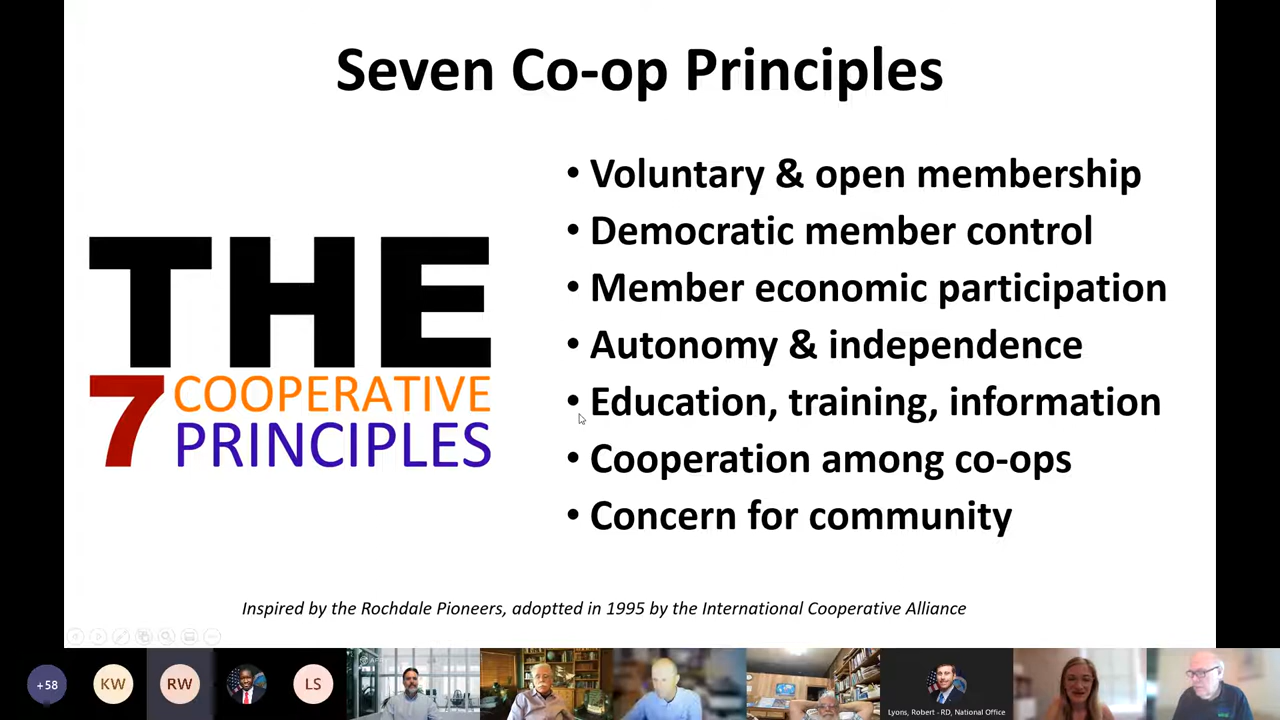 Seven Co-op Principles
THE
7 COOPERATIVE
PRINCIPLES
• Voluntary & open membership
• Democratic member control
• Member economic participation
• Autonomy & independence
• Education, training, information
• Cooperation among co-ops
• Concern for community
Inspired by the Rochdale Pioneers, adoptted in 1995 by the International Cooperative Alliance
+58
KW
RW
LS
Lyons, Robert - RD, National Office